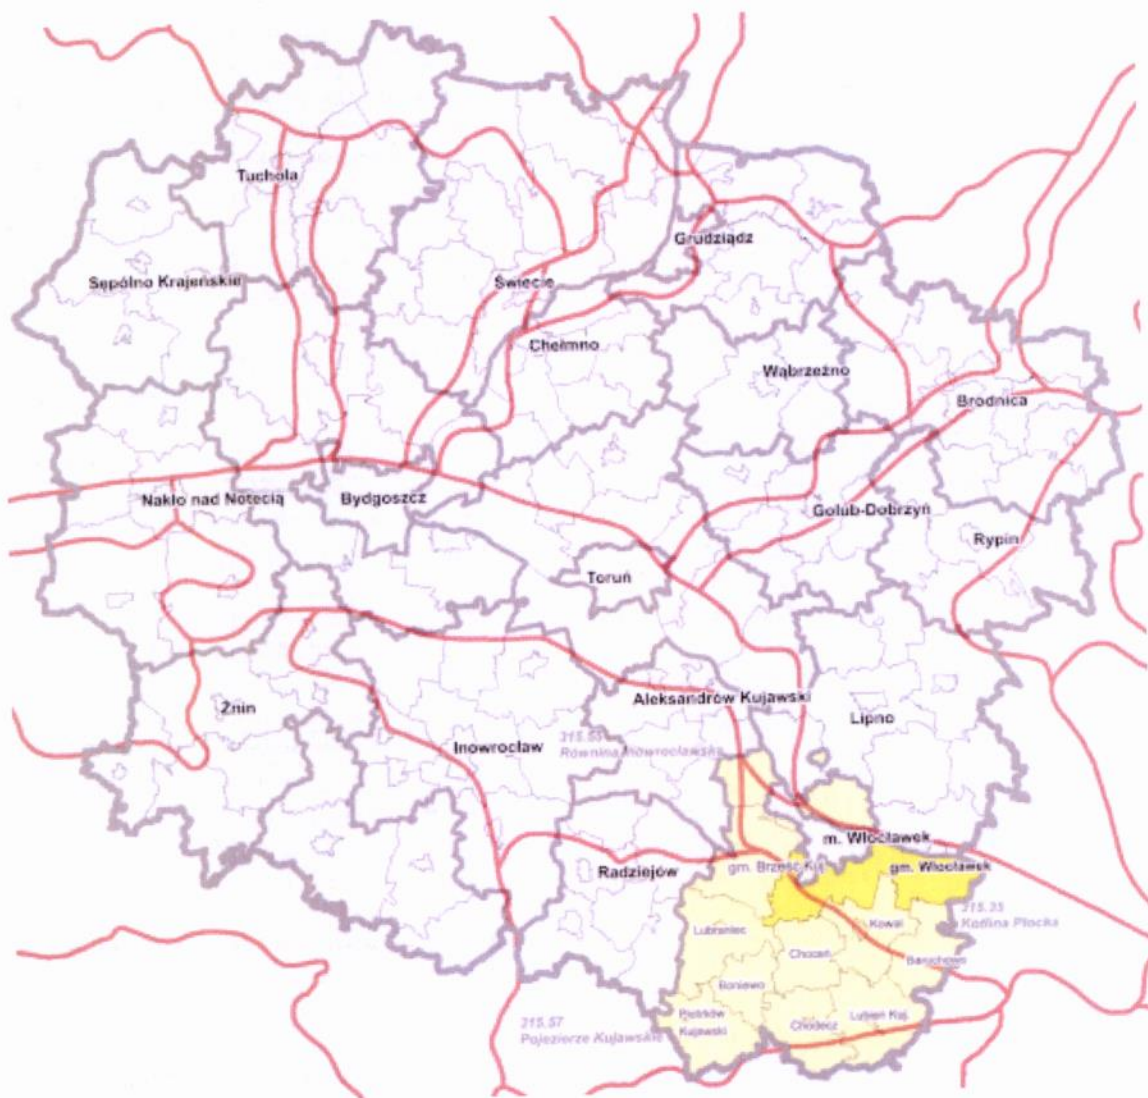 Tuchola
Grudziądz
Sępólno Krajeńskie
Świecie
Chełmno
Wąbrzeźno
Brodnica
Nakło nad Notecią
Bydgoszcz
Golub-Dobrzyń
Rypin
Toruń
Aleksandrów Kujawski
Żnin
Lipno
315.55
Równina Inowrocławska
Inowrocław
m. Włocławek
Radziejów
gm. Brześć Kuj.
gm. Włocławek
315.35
Kotlina Płocka
Lubraniec
Kowal
Choceń
Baruchowo
Boniewo
Piotrków
Kujawski
Chodecz
Lubień Kuj.
315.57
Pojezierze Kujawskie